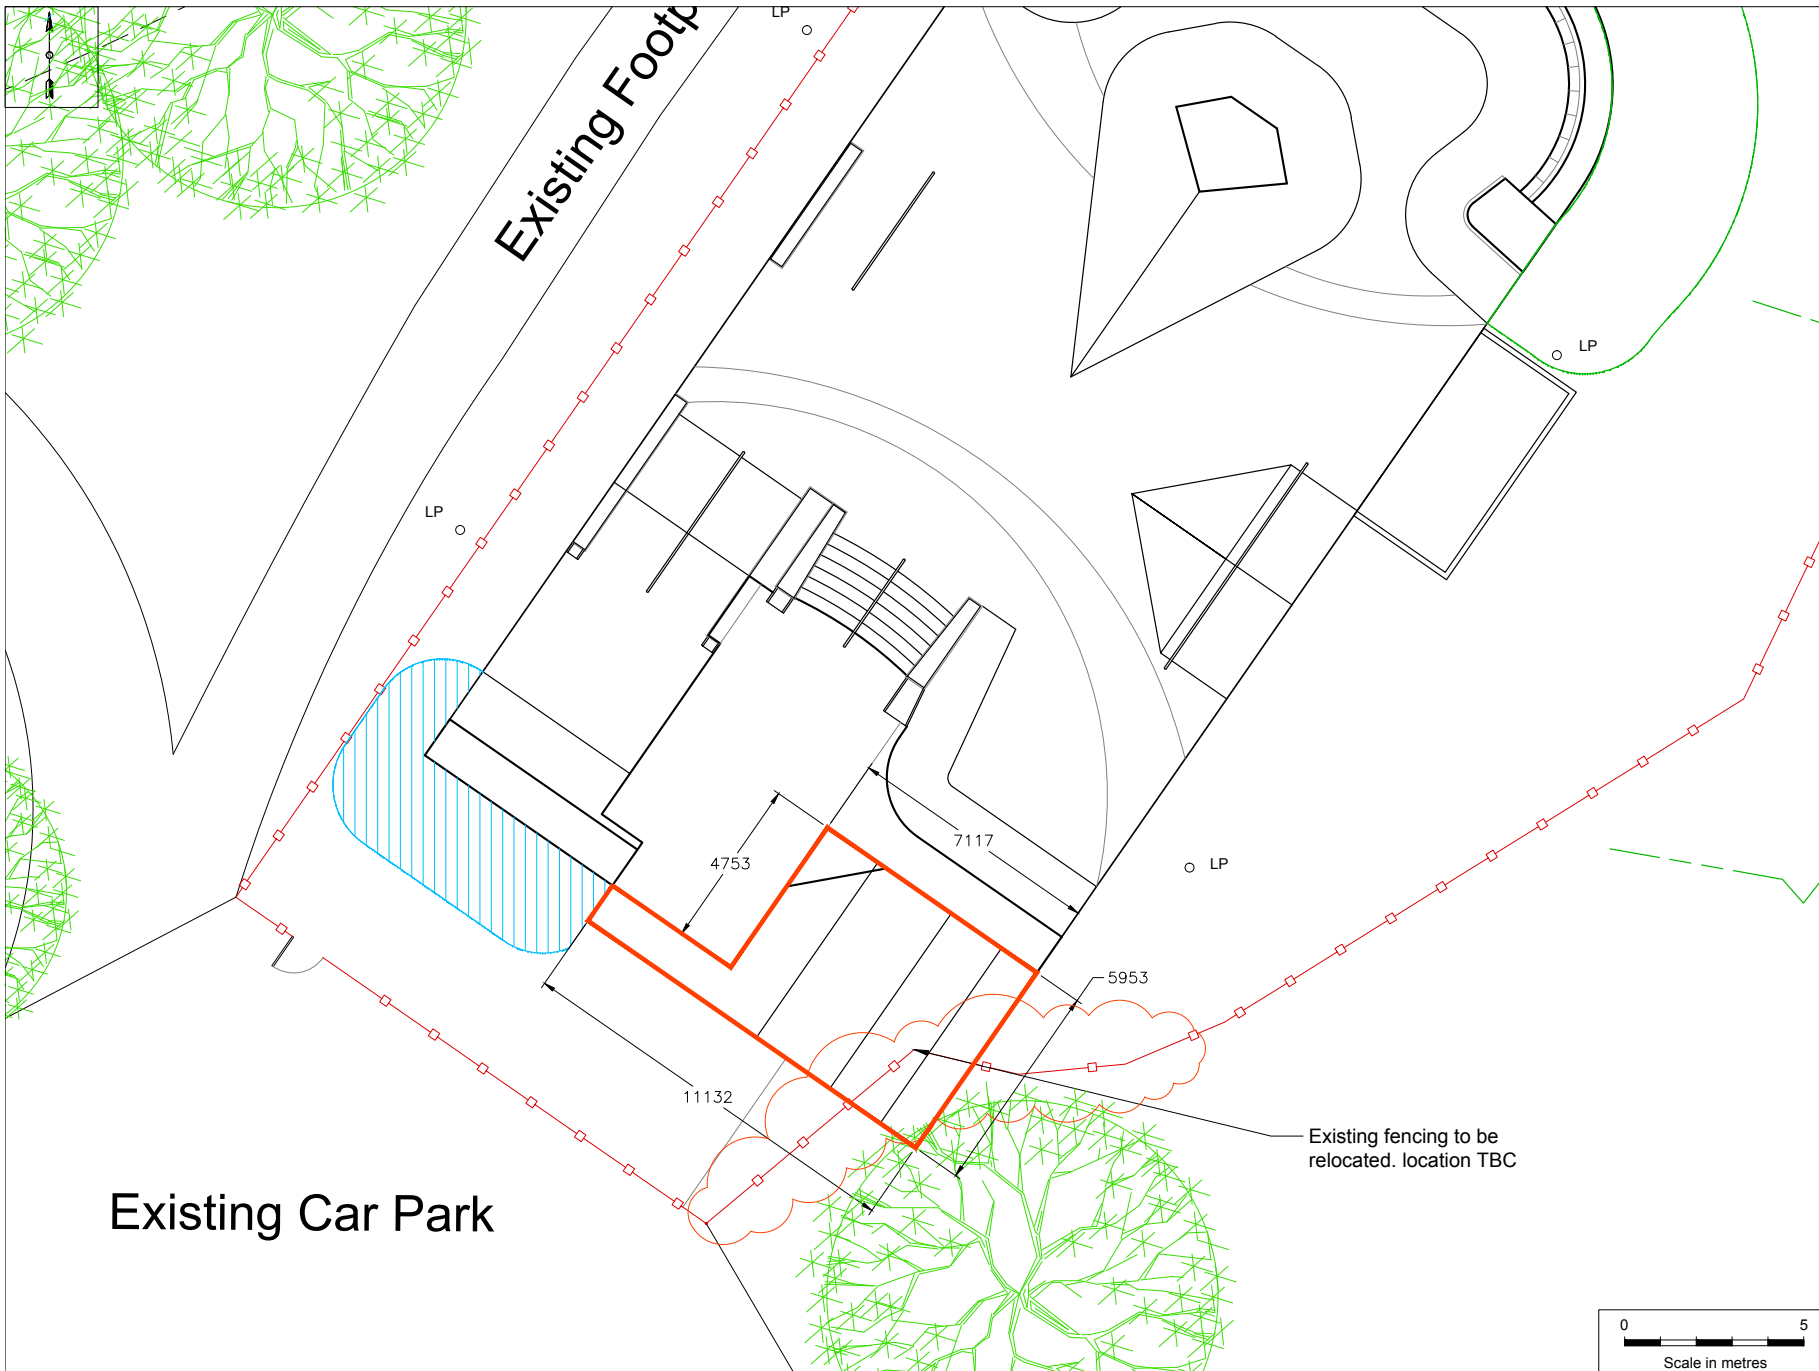 LP
Existing Footp
LP
LP
7117
4753
LP
5953
11132
Existing fencing to be
relocated. location TBC
Existing Car Park
0 5
Scale in metres